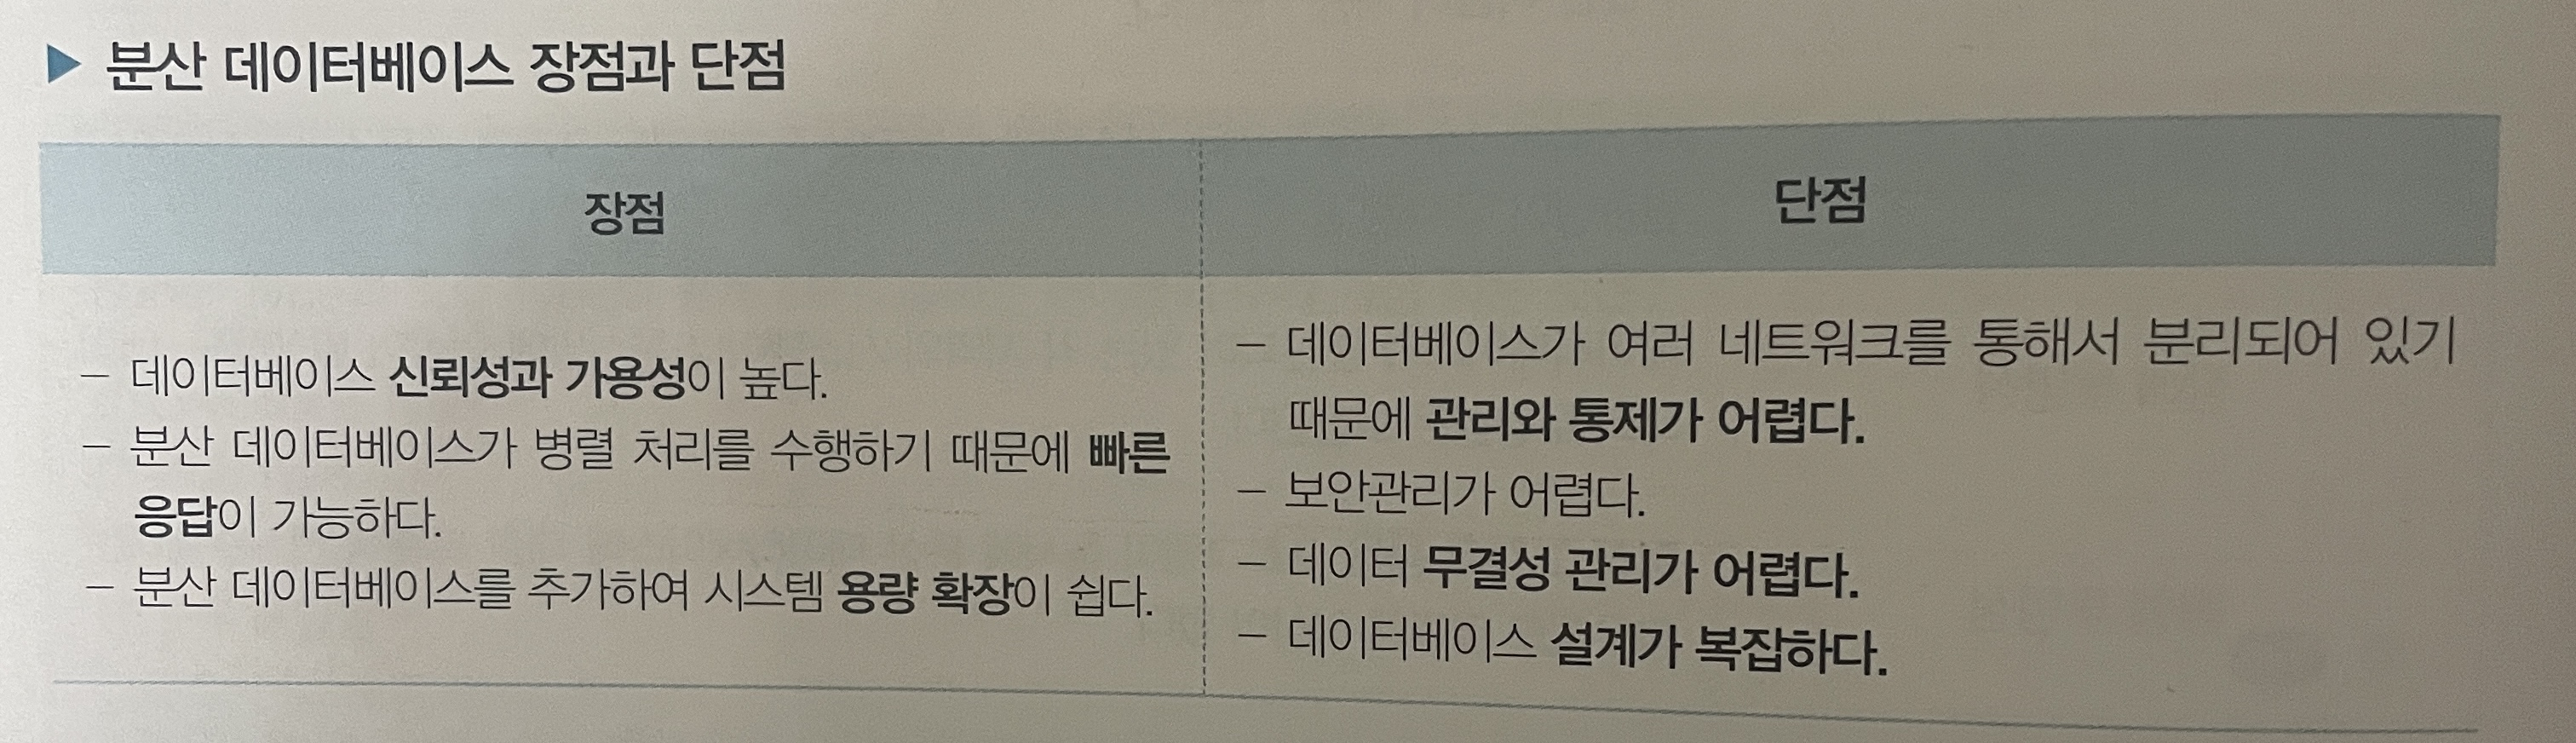 ▶ 분산 데이터베이스 장점과 단점
장점
단점
– 데이터베이스 신뢰성과 가용성이 높다.
– 분산 데이터베이스가 병렬 처리를 수행하기 때문에 빠른
응답이 가능하다.
– 분산 데이터베이스를 추가하여 시스템 용량 확장이 쉽다.
– 데이터베이스가 여러 네트워크를 통해서 분리되어 있기
때문에 관리와 통제가 어렵다.
– 보안관리가 어렵다.
– 데이터 무결성 관리가 어렵다.
– 데이터베이스 설계가 복잡하다.